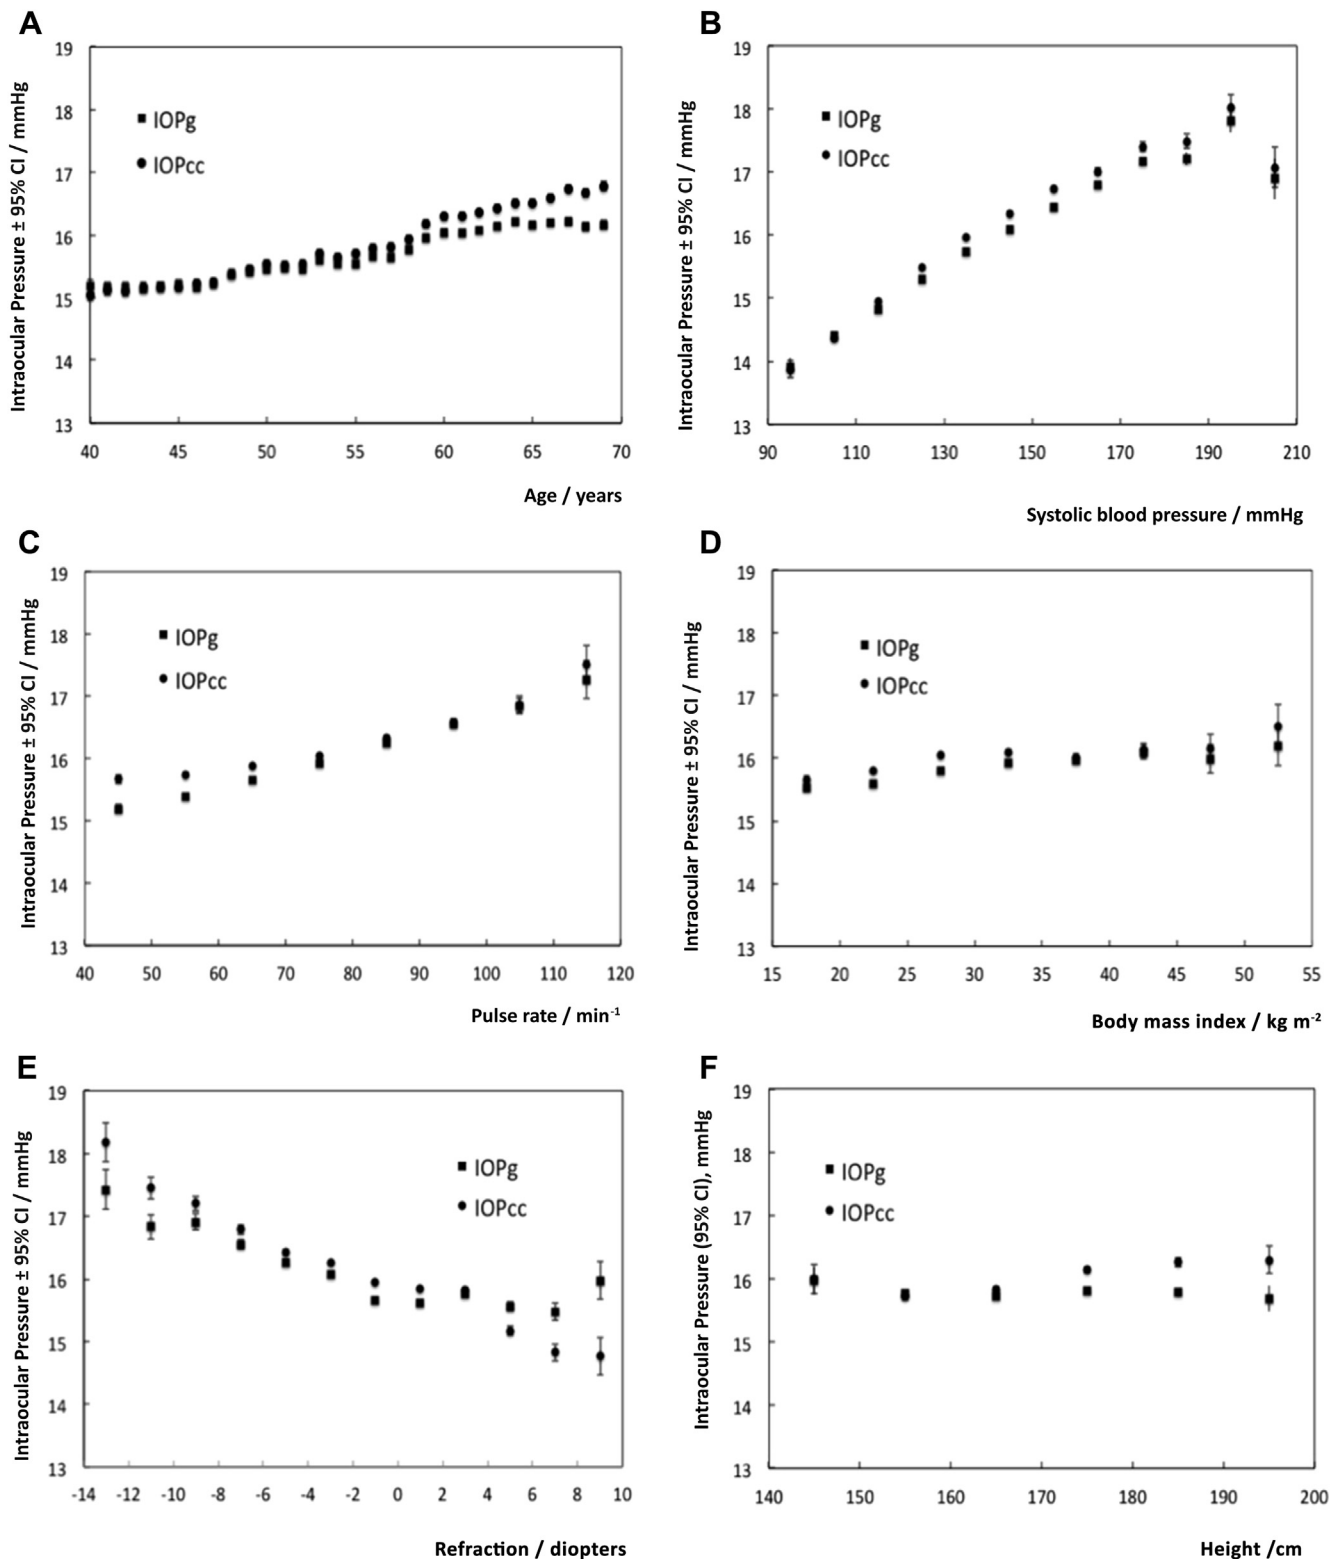 A
Intraocular Pressure ± 95% CI / mmHg
19
18
17
16
15
14
13
IOPg
IOPcc
40 45 50 55 60 65 70
Age / years
B
Intraocular Pressure ± 95% CI / mmHg
19
18
17
16
15
14
13
IOPg
IOPcc
90 110 130 150 170 190 210
Systolic blood pressure / mmHg
C
Intraocular Pressure ± 95% CI / mmHg
19
18
17
16
15
14
13
IOPg
IOPcc
40 50 60 70 80 90 100 110 120
Pulse rate / min⁻¹
D
Intraocular Pressure ± 95% CI / mmHg
19
18
17
16
15
14
13
IOPg
IOPcc
15 20 25 30 35 40 45 50 55
Body mass index / kg m⁻²
E
Intraocular Pressure ± 95% CI / mmHg
19
18
17
16
15
14
13
IOPg
IOPcc
-14 -12 -10 -8 -6 -4 -2 0 2 4 6 8 10
Refraction / diopters
F
Intraocular Pressure (95% CI), mmHg
19
18
17
16
15
14
13
IOPg
IOPcc
140 150 160 170 180 190 200
Height /cm